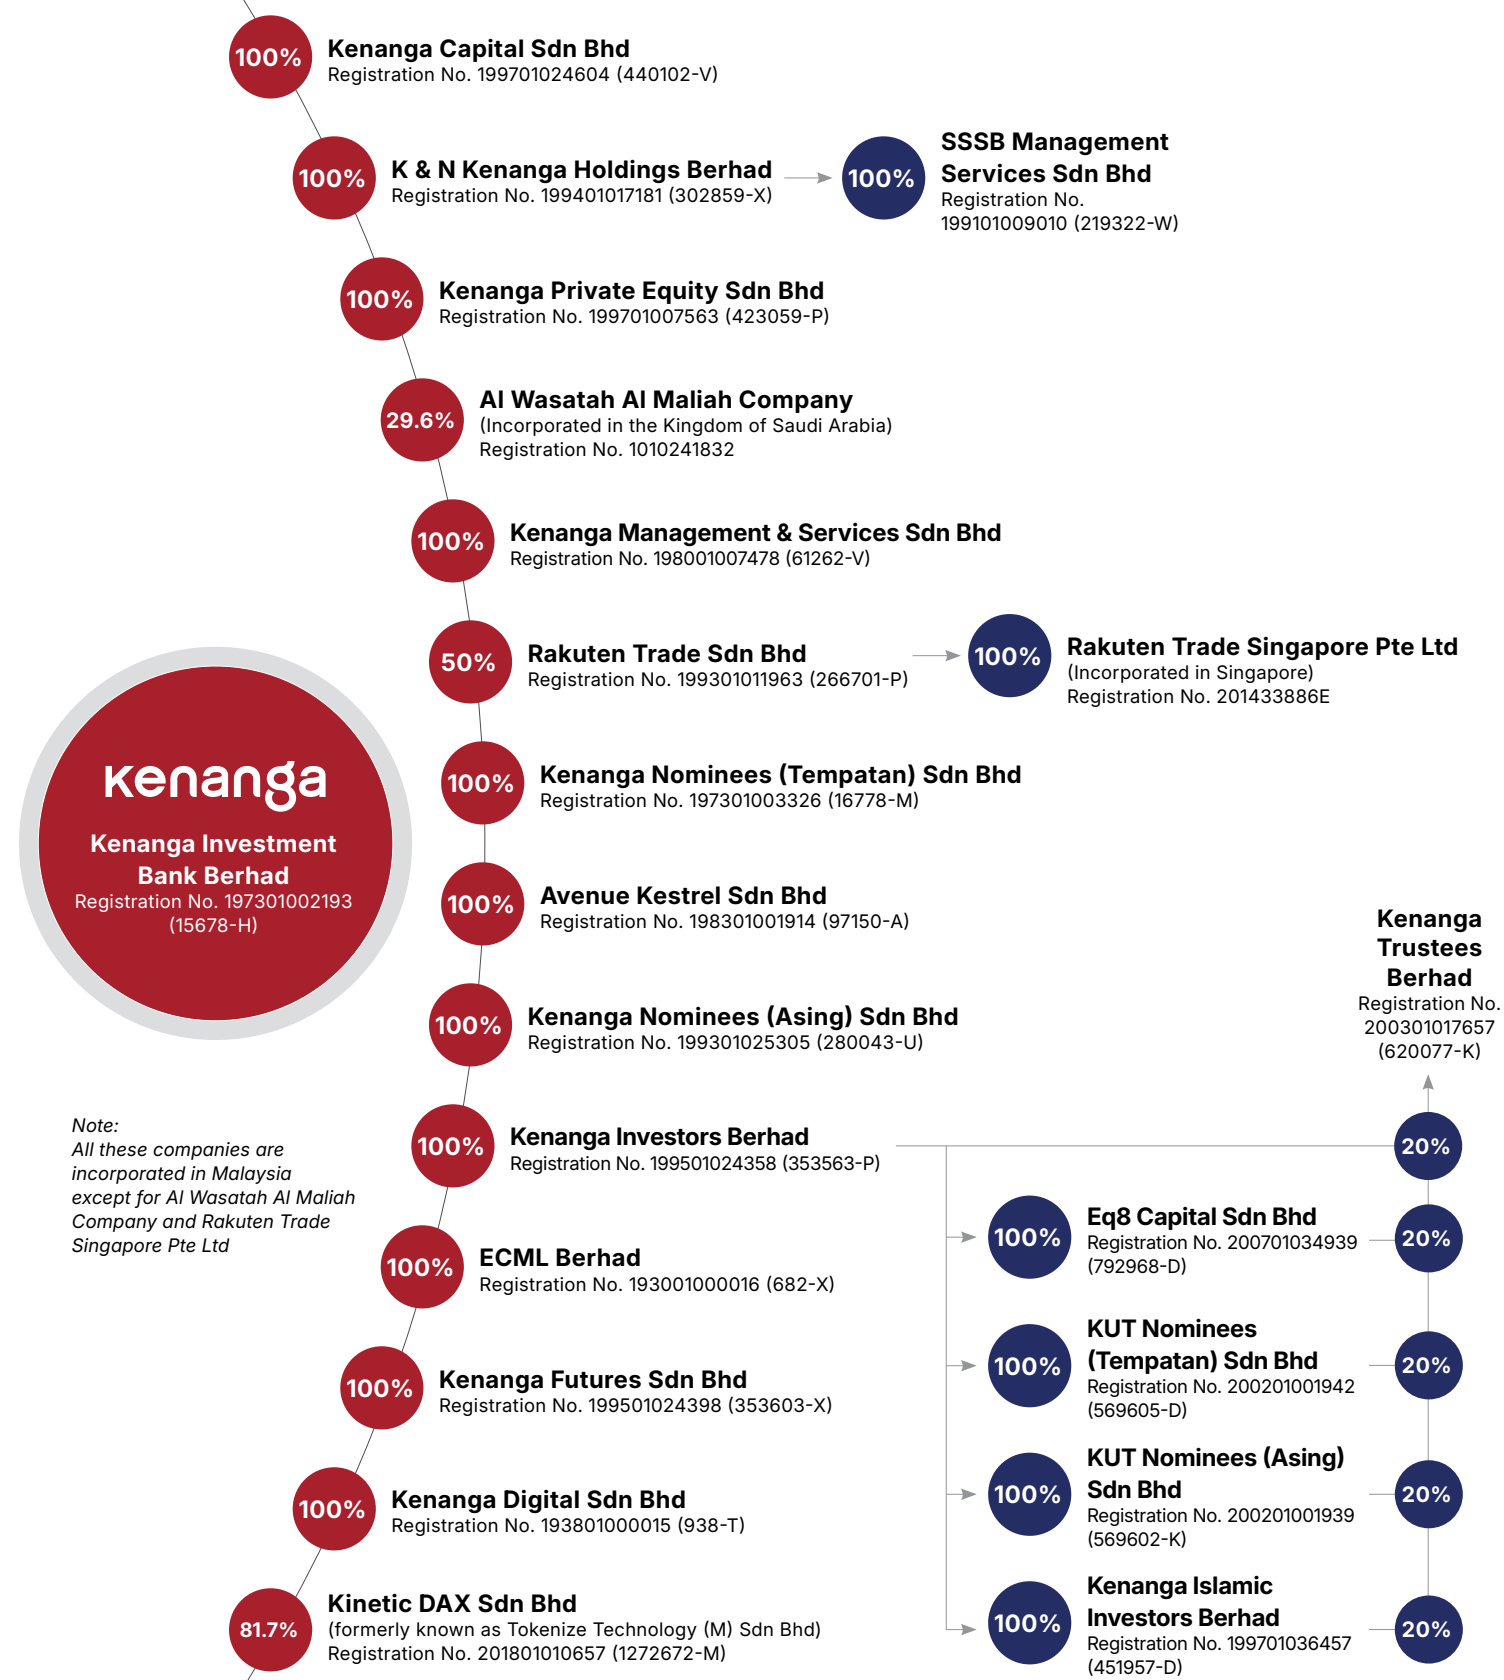 100%
Kenanga Capital Sdn Bhd
Registration No. 199701024604 (440102-V)
100%
K & N Kenanga Holdings Berhad
Registration No. 199401017181 (302859-X)
100%
SSSB Management
Services Sdn Bhd
Registration No.
199101009010 (219322-W)
100%
Kenanga Private Equity Sdn Bhd
Registration No. 199701007563 (423059-P)
29.6%
Al Wasatah Al Maliah Company
(Incorporated in the Kingdom of Saudi Arabia)
Registration No. 1010241832
100%
Kenanga Management & Services Sdn Bhd
Registration No. 198001007478 (61262-V)
50%
Rakuten Trade Sdn Bhd
Registration No. 199301011963 (266701-P)
100%
Rakuten Trade Singapore Pte Ltd
(Incorporated in Singapore)
Registration No. 201433886E
kenanga
Kenanga Investment
Bank Berhad
Registration No. 197301002193
(15678-H)
100%
Kenanga Nominees (Tempatan) Sdn Bhd
Registration No. 197301003326 (16778-M)
100%
Avenue Kestrel Sdn Bhd
Registration No. 198301001914 (97150-A)
100%
Kenanga Nominees (Asing) Sdn Bhd
Registration No. 199301025305 (280043-U)
Kenanga
Trustees
Berhad
Registration No.
200301017657
(620077-K)
Note:
All these companies are
incorporated in Malaysia
except for Al Wasatah Al Maliah
Company and Rakuten Trade
Singapore Pte Ltd
100%
Kenanga Investors Berhad
Registration No. 199501024358 (353563-P)
20%
100%
Eq8 Capital Sdn Bhd
Registration No. 200701034939
(792968-D)
20%
100%
ECML Berhad
Registration No. 193001000016 (682-X)
100%
KUT Nominees
(Tempatan) Sdn Bhd
Registration No. 200201001942
(569605-D)
20%
100%
Kenanga Futures Sdn Bhd
Registration No. 199501024398 (353603-X)
100%
KUT Nominees (Asing)
Sdn Bhd
Registration No. 200201001939
(569602-K)
20%
100%
Kenanga Digital Sdn Bhd
Registration No. 193801000015 (938-T)
100%
Kenanga Islamic
Investors Berhad
Registration No. 199701036457
(451957-D)
20%
81.7%
Kinetic DAX Sdn Bhd
(formerly known as Tokenize Technology (M) Sdn Bhd)
Registration No. 201801010657 (1272672-M)